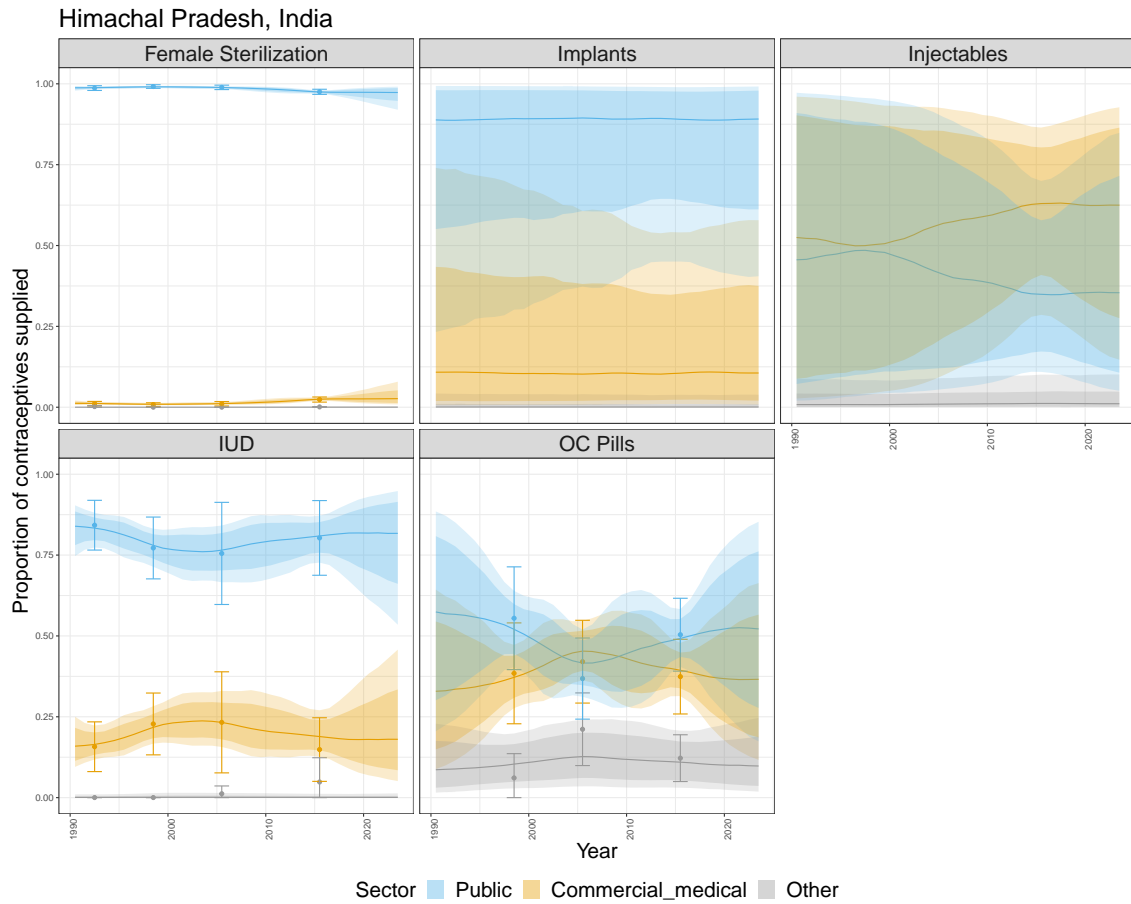 Himachal Pradesh, India
Female Sterilization
Implants
Injectables
1.00
0.75
0.50
0.25
0.00
1990
2000
2010
2020
IUD
OC Pills
1.00
0.75
0.50
0.25
0.00
1990
2000
2010
2020
1990
2000
2010
2020
Proportion of contraceptives supplied
Year
Sector Public Commercial_medical Other